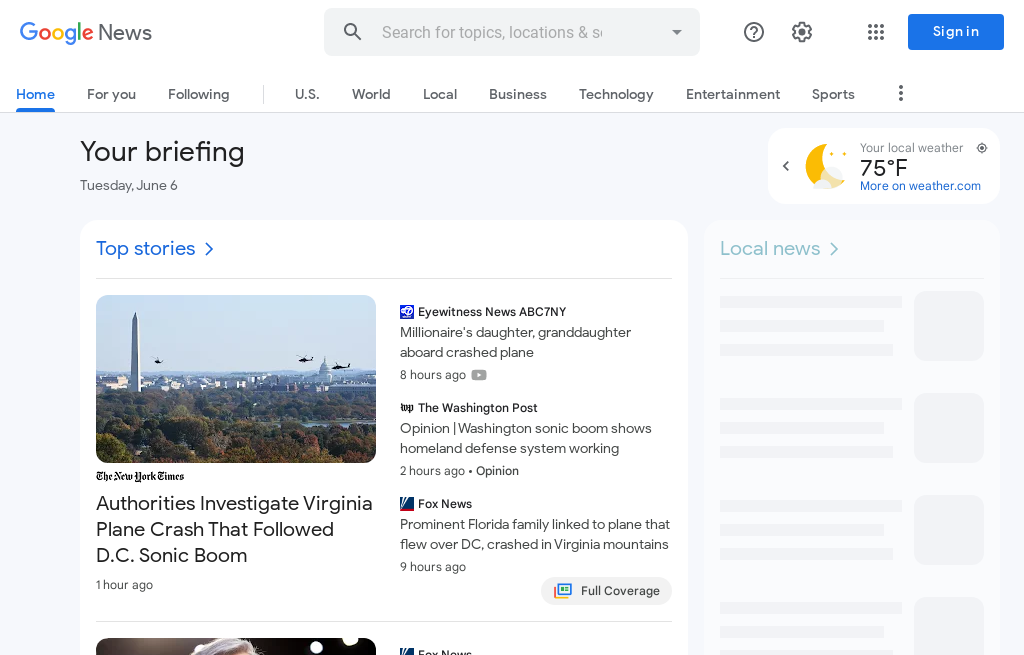 Google News
Search for topics, locations & s
Sign in
Home
For you
Following
U.S.
World
Local
Business
Technology
Entertainment
Sports
Your briefing
Tuesday, June 6
Your local weather
75°F
More on weather.com
Top stories
The New York Times
Authorities Investigate Virginia
Plane Crash That Followed
D.C. Sonic Boom
1 hour ago
Eyewitness News ABC7NY
Millionaire's daughter, granddaughter
aboard crashed plane
8 hours ago
wp The Washington Post
Opinion | Washington sonic boom shows
homeland defense system working
2 hours ago • Opinion
Fox News
Prominent Florida family linked to plane that
flew over DC, crashed in Virginia mountains
9 hours ago
Full Coverage
Fox News
Local news